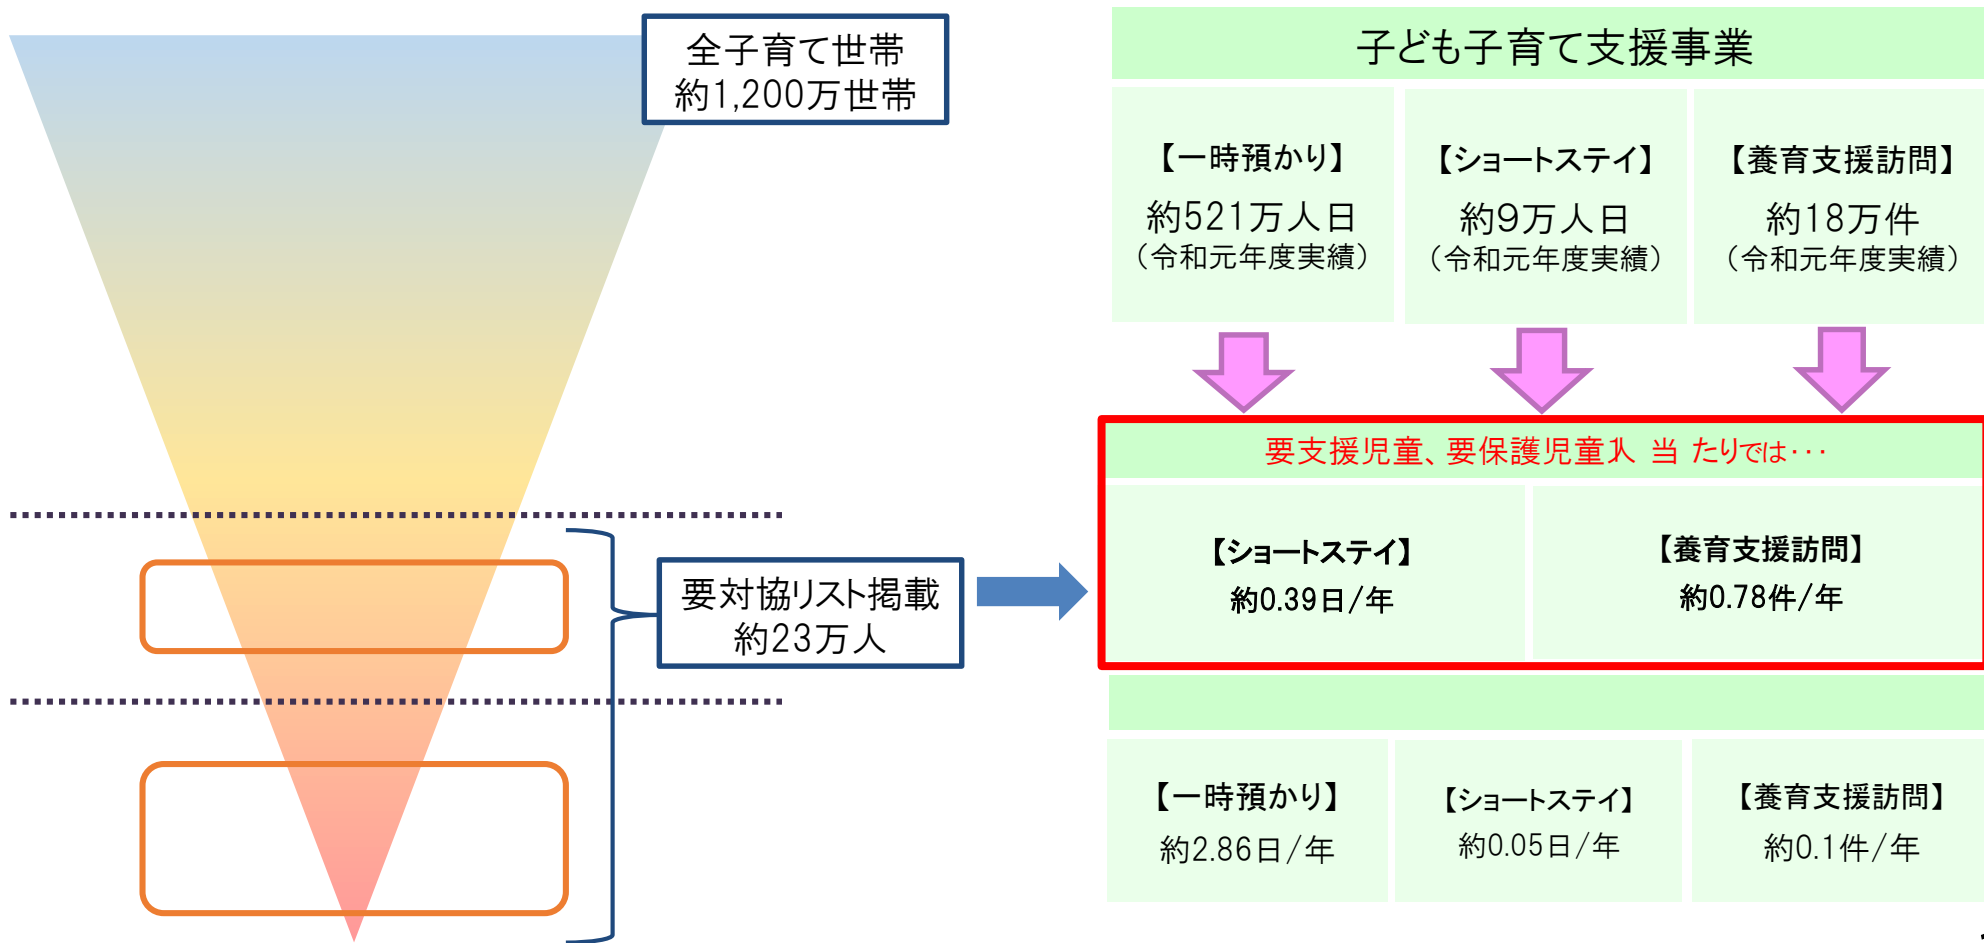 全子育て世帯
約1,200万世帯
子ども子育て支援事業
【一時預かり】
約521万人日
（令和元年度実績）
【ショートステイ】
約9万人日
（令和元年度実績）
【養育支援訪問】
約18万件
（令和元年度実績）
要対協リスト掲載
約23万人
要支援児童、要保護児童1人 当 たりでは・・・
【ショートステイ】
約0.39日/年
【養育支援訪問】
約0.78件/年
【一時預かり】
約2.86日/年
【ショートステイ】
約0.05日/年
【養育支援訪問】
約0.1件/年